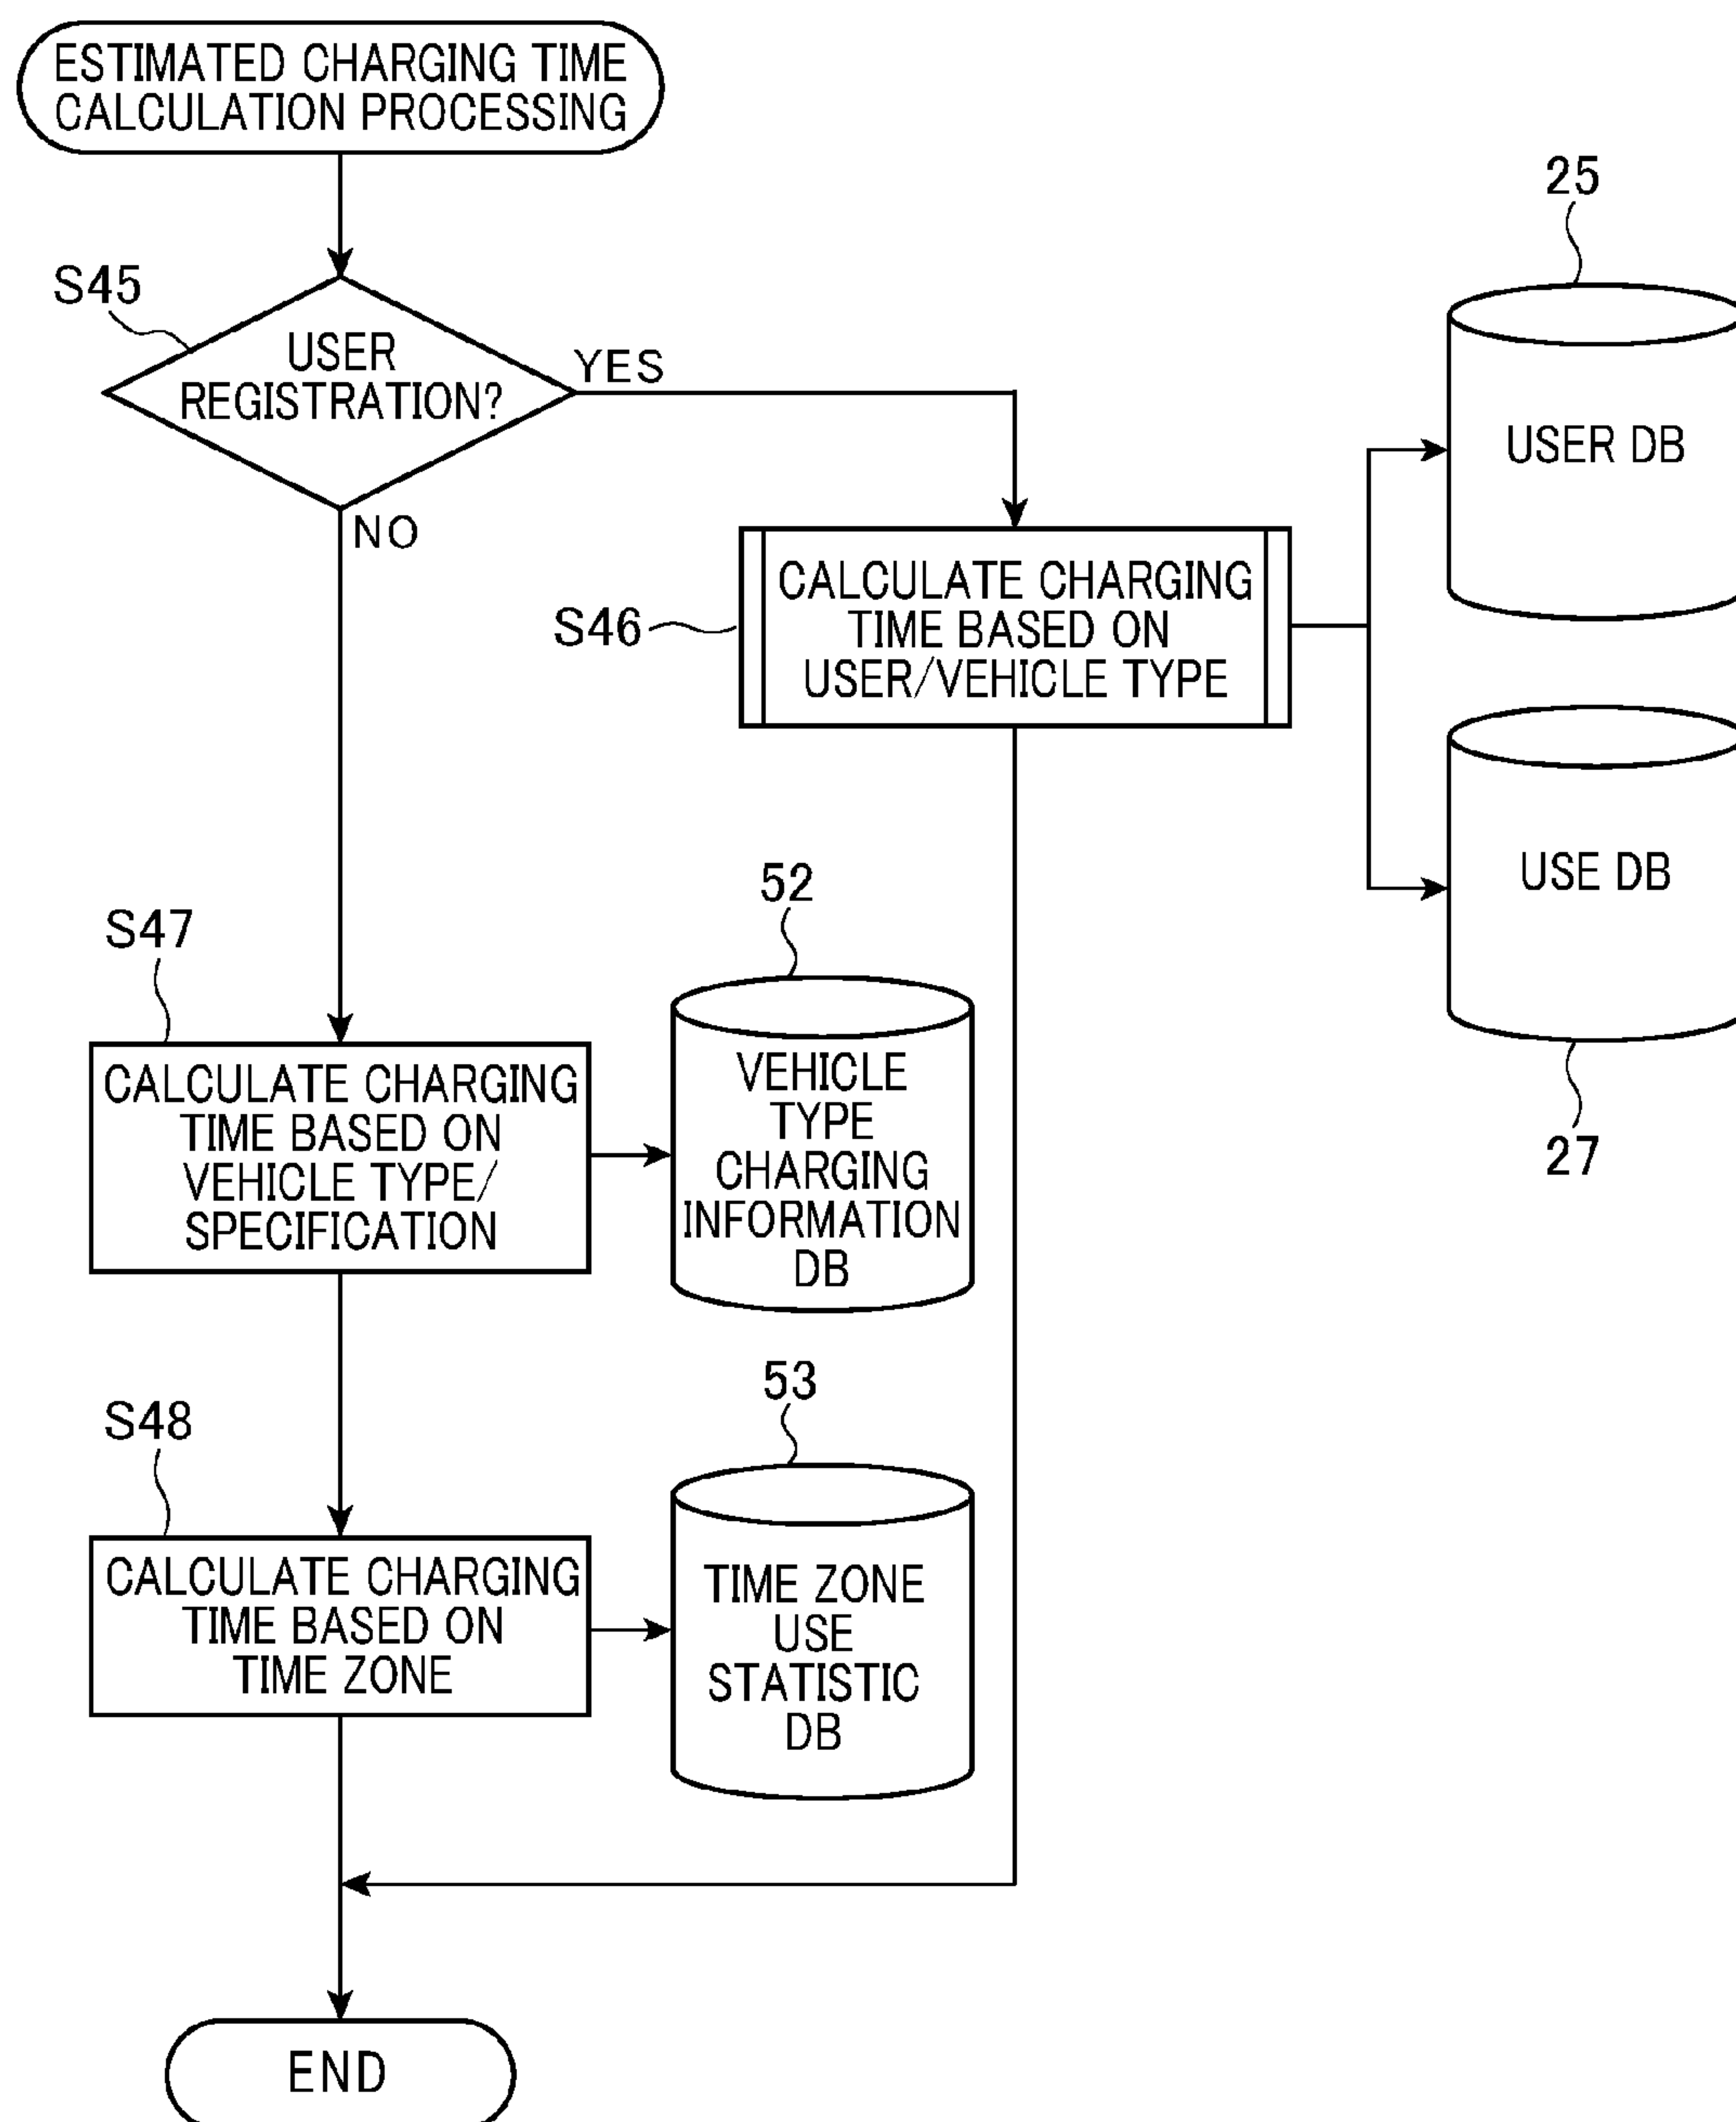 ESTIMATED CHARGING TIME
CALCULATION PROCESSING
25
S45
USER
REGISTRATION?
YES
NO
USER DB
S46
CALCULATE CHARGING
TIME BASED ON
USER/VEHICLE TYPE
USE DB
27
52
S47
CALCULATE CHARGING
TIME BASED ON
VEHICLE TYPE/
SPECIFICATION
VEHICLE
TYPE
CHARGING
INFORMATION
DB
53
S48
CALCULATE CHARGING
TIME BASED ON
TIME ZONE
TIME ZONE
USE
STATISTIC
DB
END